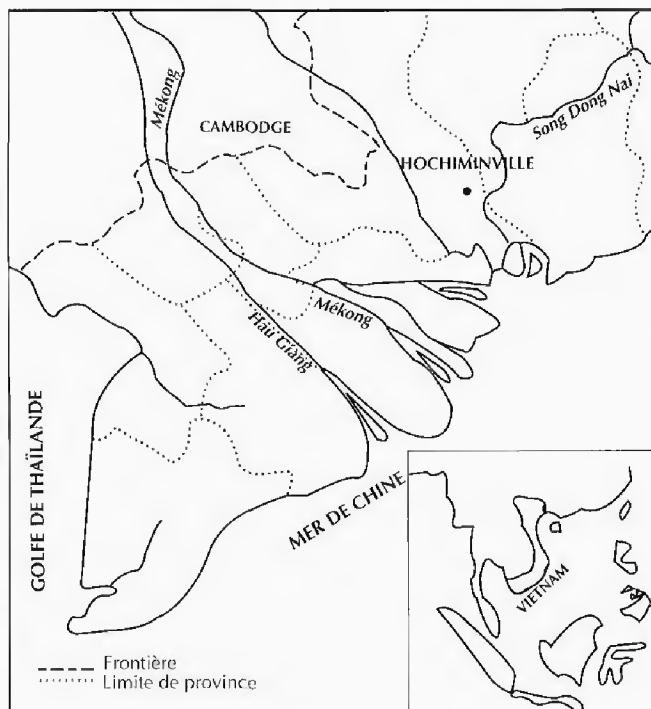 Mékong
CAMBODGE
Song Dong Nai
HOCHIMINVILLE
Mékong
Hâu Giang
GOLFE DE THAÏLANDE
MER DE CHINE
VIETNAM
Frontière
Limite de province